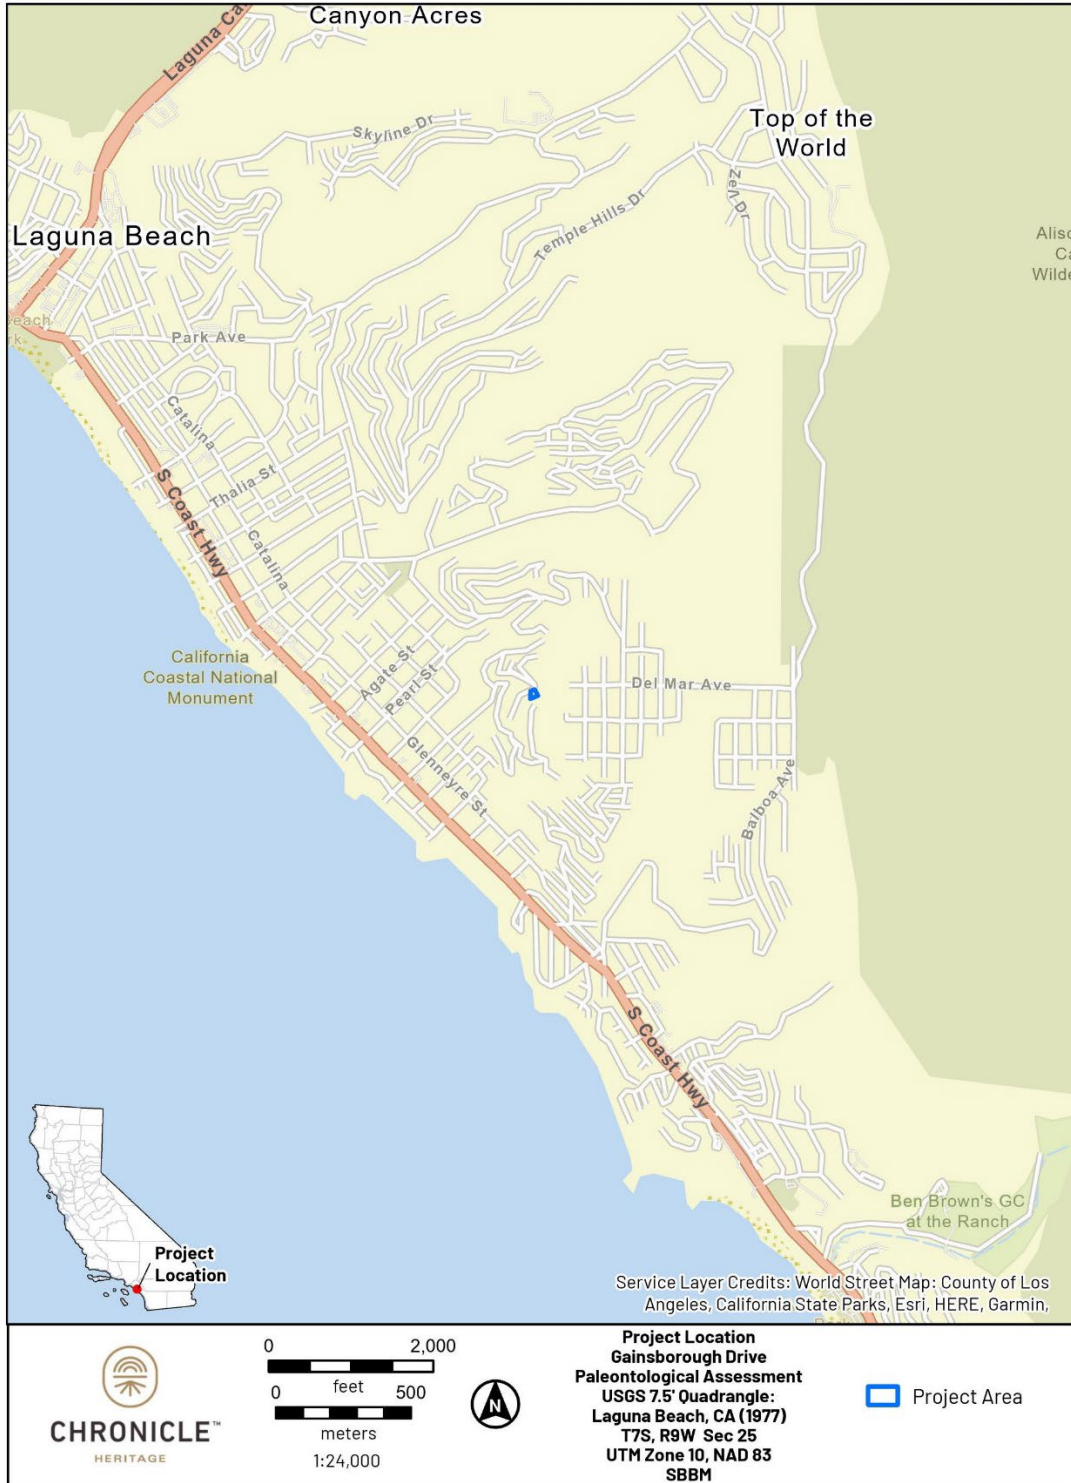 Canyon Acres
Laguna Ca
Skyline Dr
Top of the
World
Zell Dr
Temple Hills Dr
Laguna Beach
Aliso
Ca
Wilde
each
rk
Park Ave
Catalina
S Coast Hwy
Thalia St
Catalina
California
Coastal National
Monument
Agate St
Pearl St
Del Mar Ave
Glenneyre St
Balboa Ave
S Coast Hwy
Ben Brown's GC
at the Ranch
Project
Location
Service Layer Credits: World Street Map: County of Los
Angeles, California State Parks, Esri, HERE, Garmin,
CHRONICLE™
HERITAGE
0 2,000
feet
0 500
meters
1:24,000
N
Project Location
Gainsborough Drive
Paleontological Assessment
USGS 7.5' Quadrangle:
Laguna Beach, CA (1977)
T7S, R9W Sec 25
UTM Zone 10, NAD 83
SBBM
Project Area